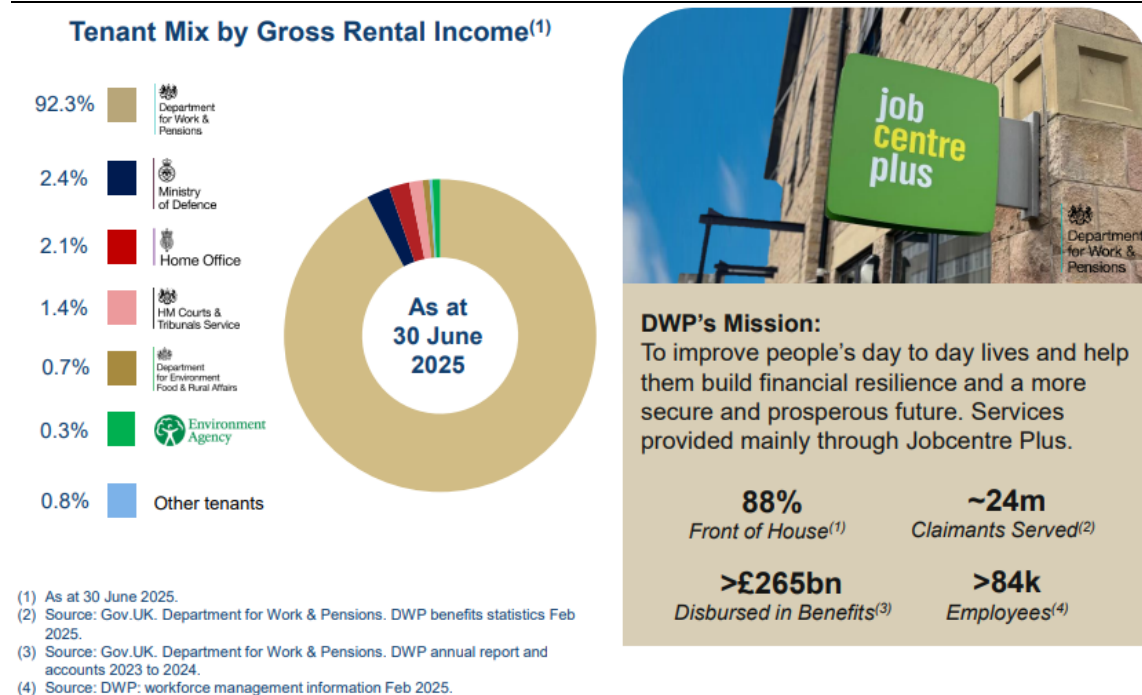 Tenant Mix by Gross Rental Income(1)
92.3%
Department
for Work &
Pensions
2.4%
Ministry
of Defence
2.1%
Home Office
1.4%
HM Courts &
Tribunals Service
0.7%
Department
for Environment
Food & Rural Affairs
0.3%
Environment
Agency
0.8%
Other tenants
As at
30 June
2025
(1) As at 30 June 2025.
(2) Source: Gov.UK. Department for Work & Pensions. DWP benefits statistics Feb
2025.
(3) Source: Gov.UK. Department for Work & Pensions. DWP annual report and
accounts 2023 to 2024.
(4) Source: DWP: workforce management information Feb 2025.
job
centre
plus
Department
for Work &
Pensions
DWP’s Mission:
To improve people’s day to day lives and help
them build financial resilience and a more
secure and prosperous future. Services
provided mainly through Jobcentre Plus.
88%
Front of House(1)
~24m
Claimants Served(2)
>£265bn
Disbursed in Benefits(3)
>84k
Employees(4)